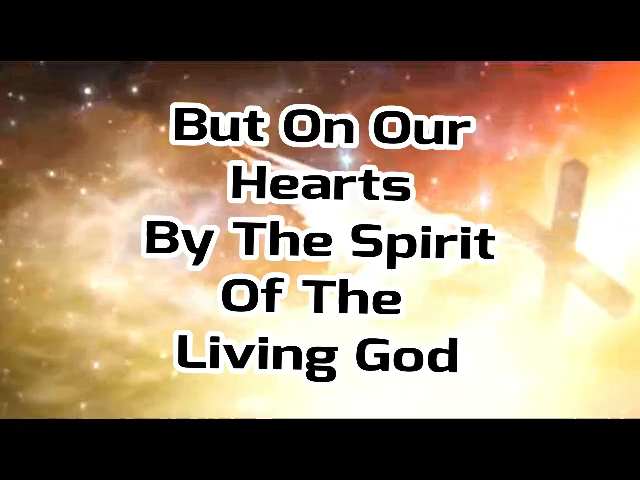 But On Our
Hearts
By The Spirit
Of The
Living God